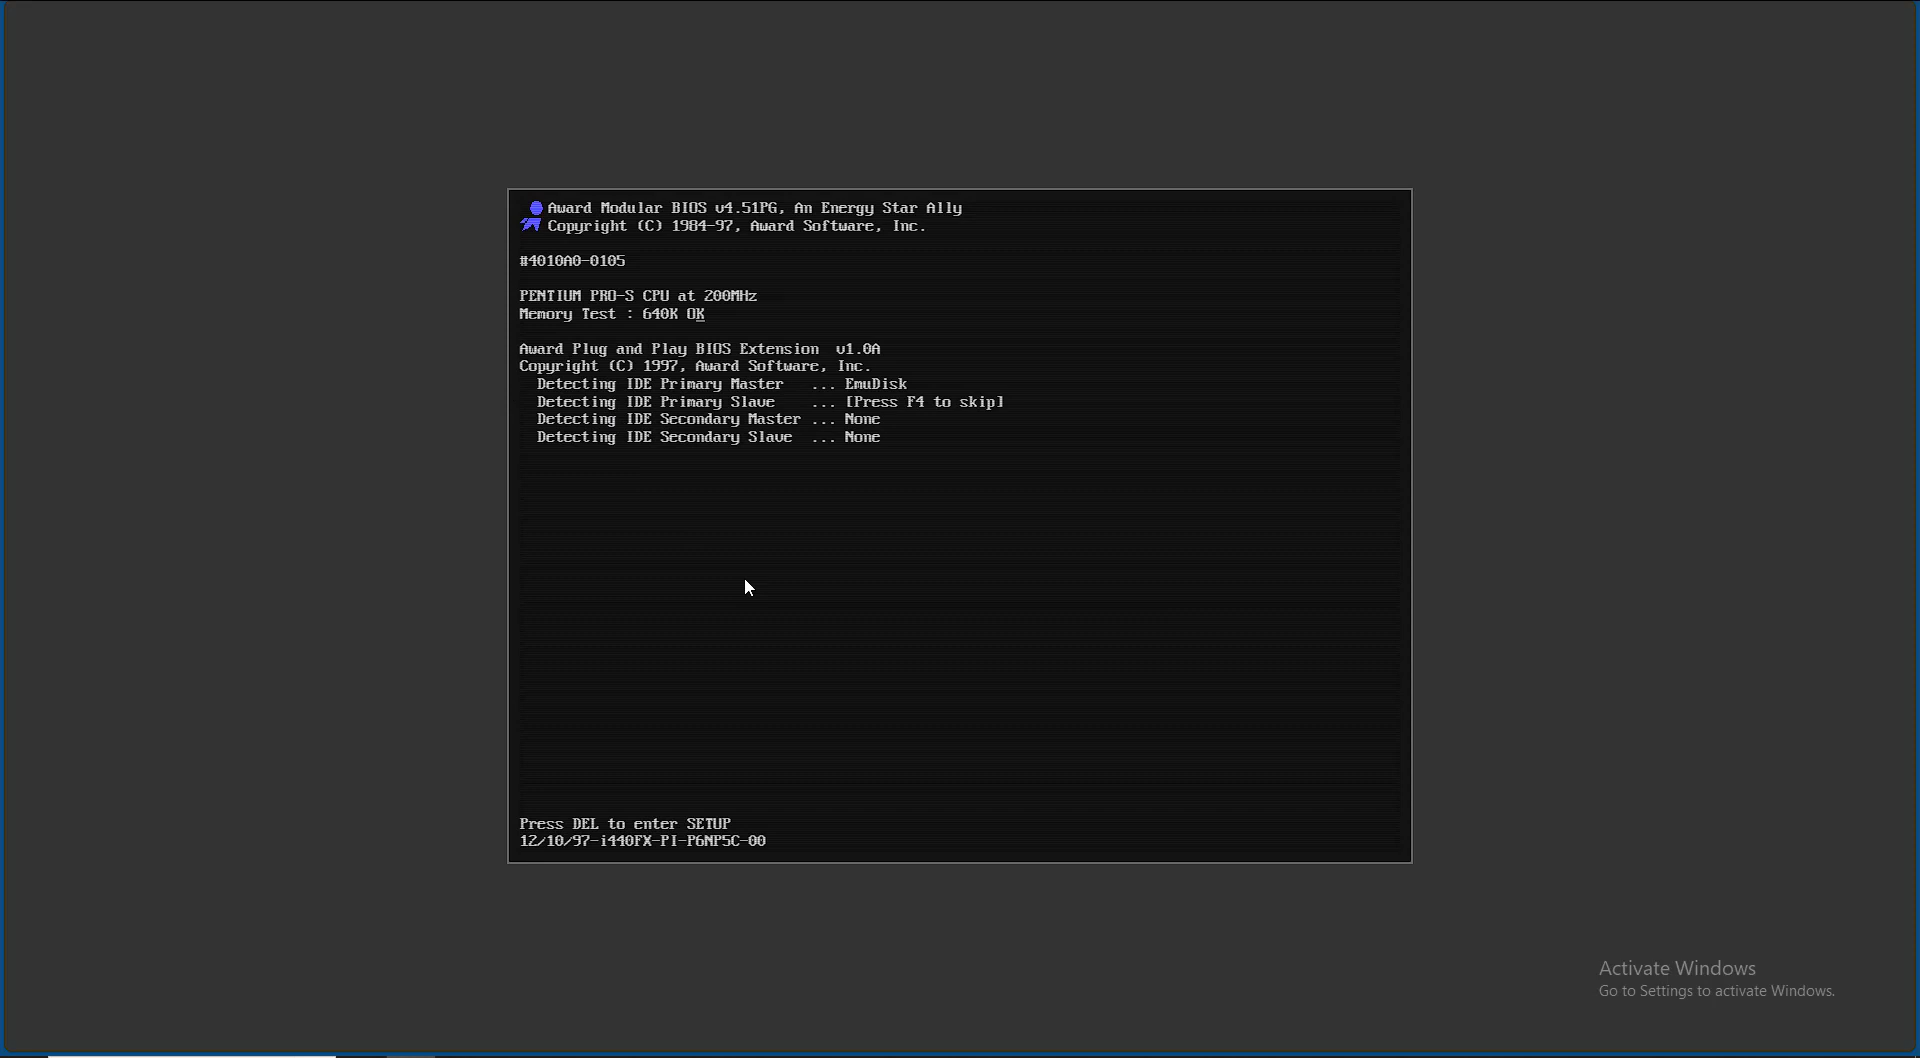 Award Modular BIOS v4.51PG, An Energy Star Ally
Copyright (C) 1984-97, Award Software, Inc.
#4010A0-0105
PENTIUM PRO-S CPU at 200MHz
Memory Test : 640K OK
Award Plug and Play BIOS Extension v1.0A
Copyright (C) 1997, Award Software, Inc.
Detecting IDE Primary Master ... EmuDisk
Detecting IDE Primary Slave ... [Press F4 to skip]
Detecting IDE Secondary Master ... None
Detecting IDE Secondary Slave ... None
Press DEL to enter SETUP
12/10/97-i440FX-PI-P6NP5C-00
Activate Windows
Go to Settings to activate Windows.